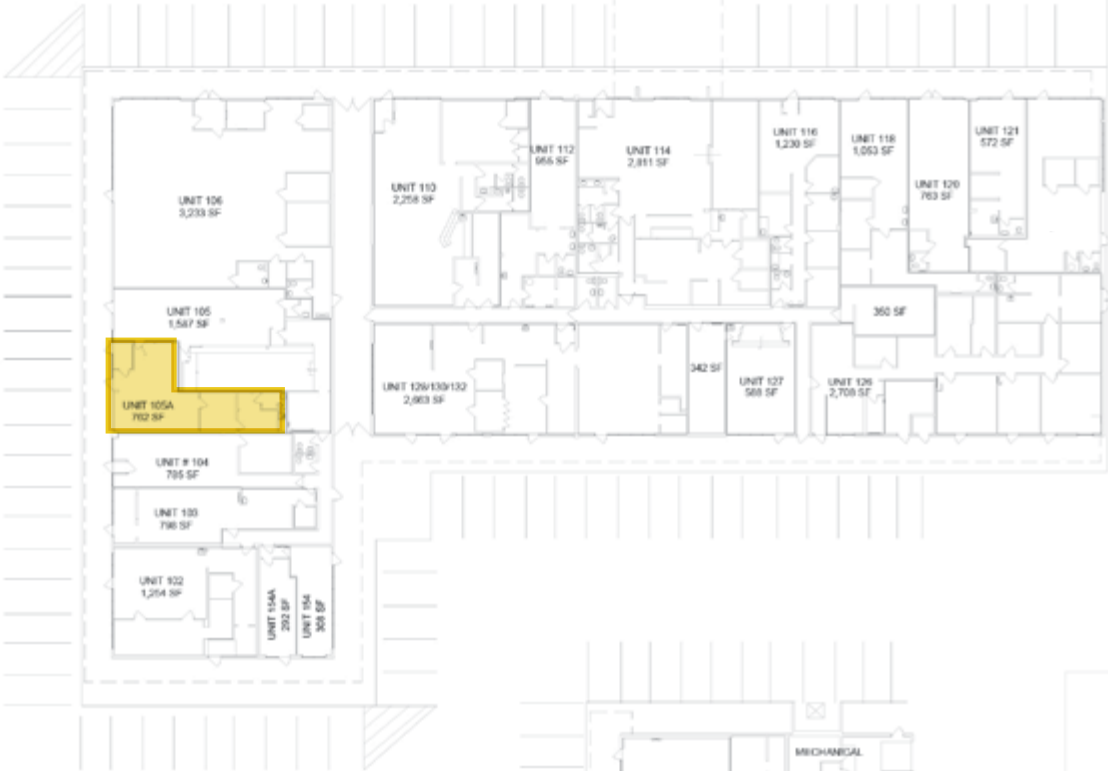 UNIT 106
3,233 SF
UNIT 110
2,258 SF
UNIT 112
955 SF
UNIT 114
2,811 SF
UNIT 116
1,230 SF
UNIT 118
1,053 SF
UNIT 120
763 SF
UNIT 121
572 SF
UNIT 105
1,587 SF
UNIT 105A
762 SF
UNIT # 104
785 SF
UNIT 103
798 SF
UNIT 102
1,254 SF
UNIT 154A
292 SF
UNIT 154
308 SF
UNIT 128/130/132
2,663 SF
342 SF
UNIT 127
588 SF
UNIT 126
2,708 SF
350 SF
MECHANICAL